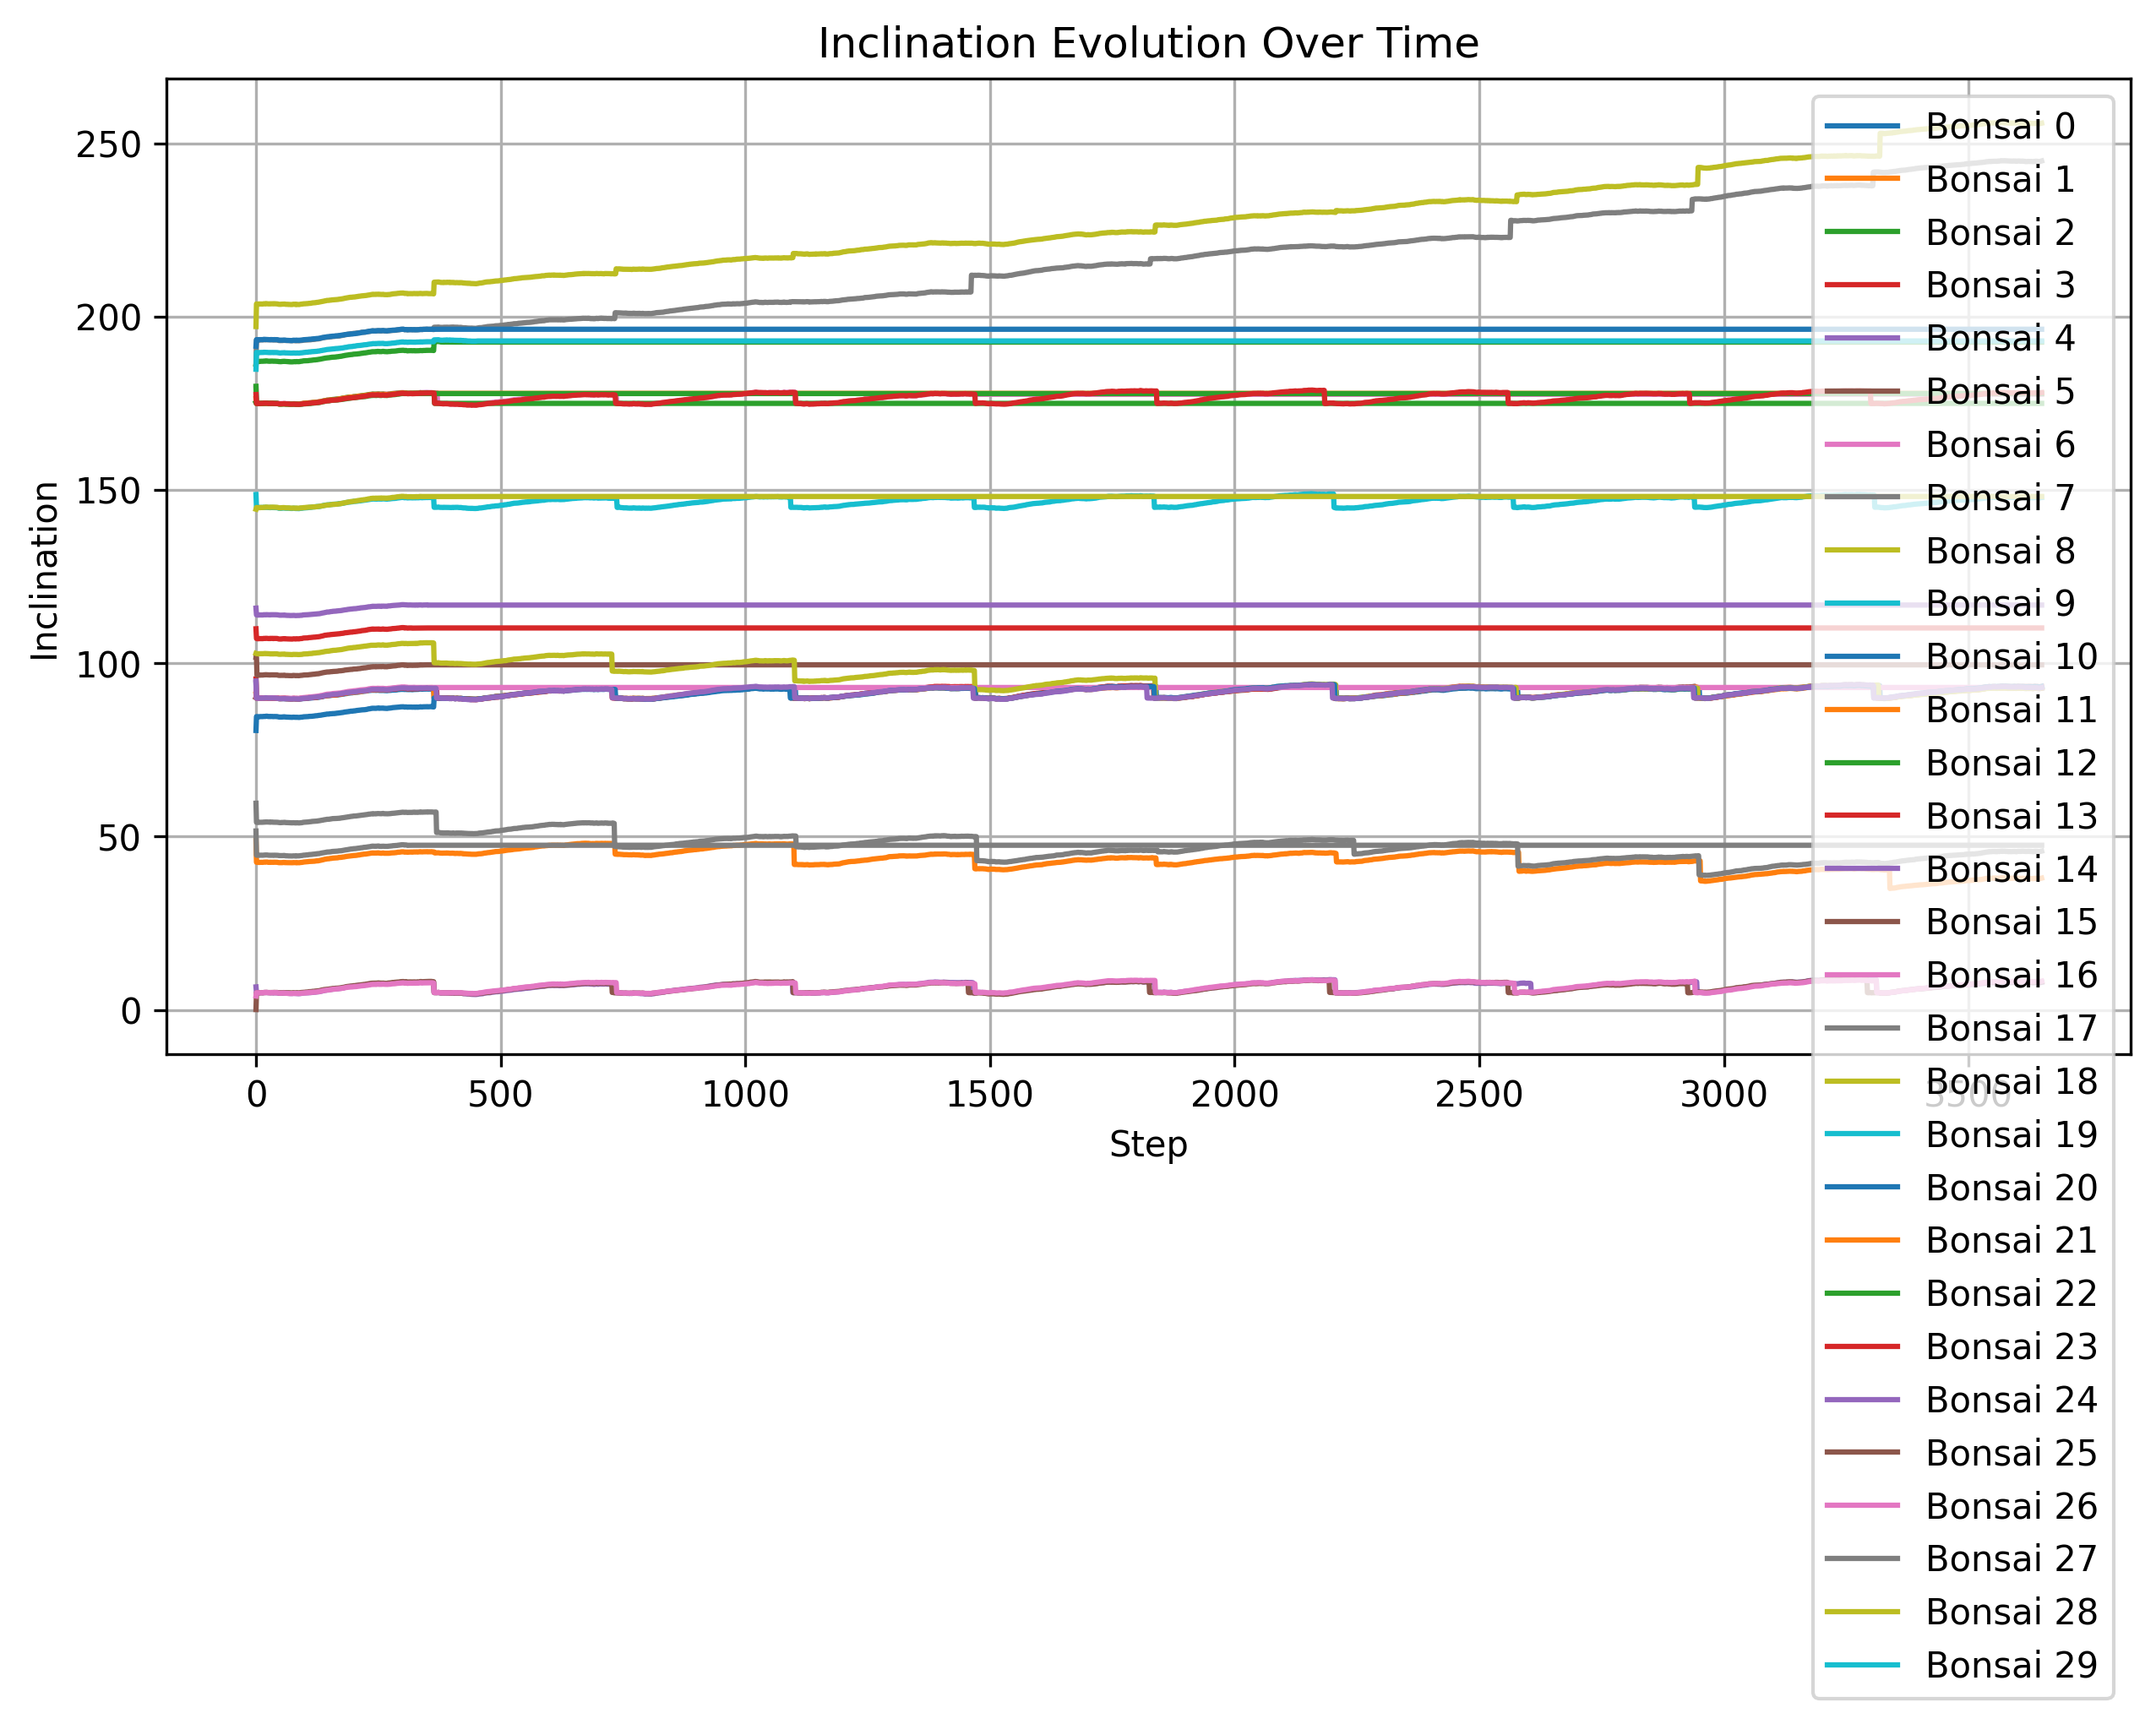 Inclination Evolution Over Time
Inclination
250
200
150
100
50
0
0 500 1000 1500 2000 2500 3000 3500
Step
Bonsai 0
Bonsai 1
Bonsai 2
Bonsai 3
Bonsai 4
Bonsai 5
Bonsai 6
Bonsai 7
Bonsai 8
Bonsai 9
Bonsai 10
Bonsai 11
Bonsai 12
Bonsai 13
Bonsai 14
Bonsai 15
Bonsai 16
Bonsai 17
Bonsai 18
Bonsai 19
Bonsai 20
Bonsai 21
Bonsai 22
Bonsai 23
Bonsai 24
Bonsai 25
Bonsai 26
Bonsai 27
Bonsai 28
Bonsai 29